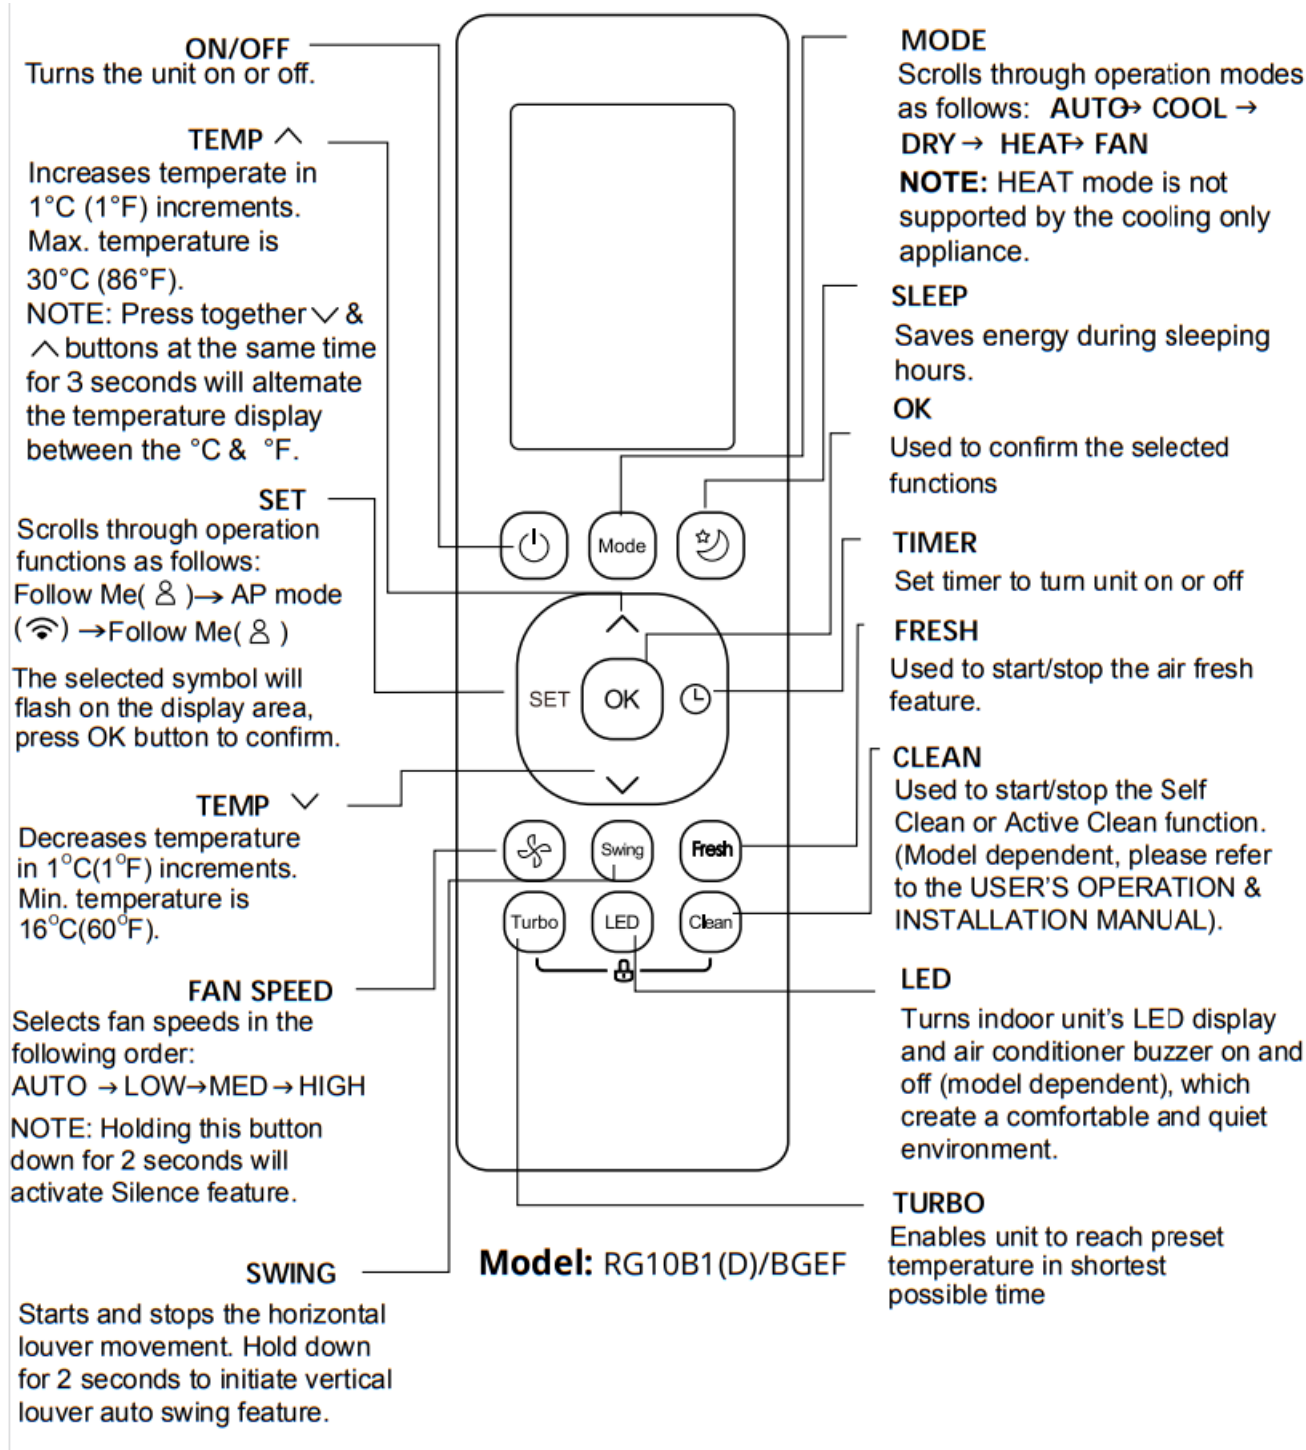 ON/OFF
Turns the unit on or off.
TEMP ︿
Increases temperate in
1°C (1°F) increments.
Max. temperature is
30°C (86°F).
NOTE: Press together ﹀ &
︿ buttons at the same time
for 3 seconds will alternate
the temperature display
between the °C & °F.
SET
Scrolls through operation
functions as follows:
Follow Me( )→ AP mode
( ) →Follow Me( )
The selected symbol will
flash on the display area,
press OK button to confirm.
TEMP ﹀
Decreases temperature
in 1°C(1°F) increments.
Min. temperature is
16°C(60°F).
FAN SPEED
Selects fan speeds in the
following order:
AUTO →LOW→MED→HIGH
NOTE: Holding this button
down for 2 seconds will
activate Silence feature.
SWING
Starts and stops the horizontal
louver movement. Hold down
for 2 seconds to initiate vertical
louver auto swing feature.
Mode
SET
OK
Swing
Fresh
Turbo
LED
Clean
Model: RG10B1(D)/BGEF
MODE
Scrolls through operation modes
as follows: AUTO→ COOL →
DRY→ HEAT→ FAN
NOTE: HEAT mode is not
supported by the cooling only
appliance.
SLEEP
Saves energy during sleeping
hours.
OK
Used to confirm the selected
functions
TIMER
Set timer to turn unit on or off
FRESH
Used to start/stop the air fresh
feature.
CLEAN
Used to start/stop the Self
Clean or Active Clean function.
(Model dependent, please refer
to the USER'S OPERATION &
INSTALLATION MANUAL).
LED
Turns indoor unit's LED display
and air conditioner buzzer on and
off (model dependent), which
create a comfortable and quiet
environment.
TURBO
Enables unit to reach preset
temperature in shortest
possible time